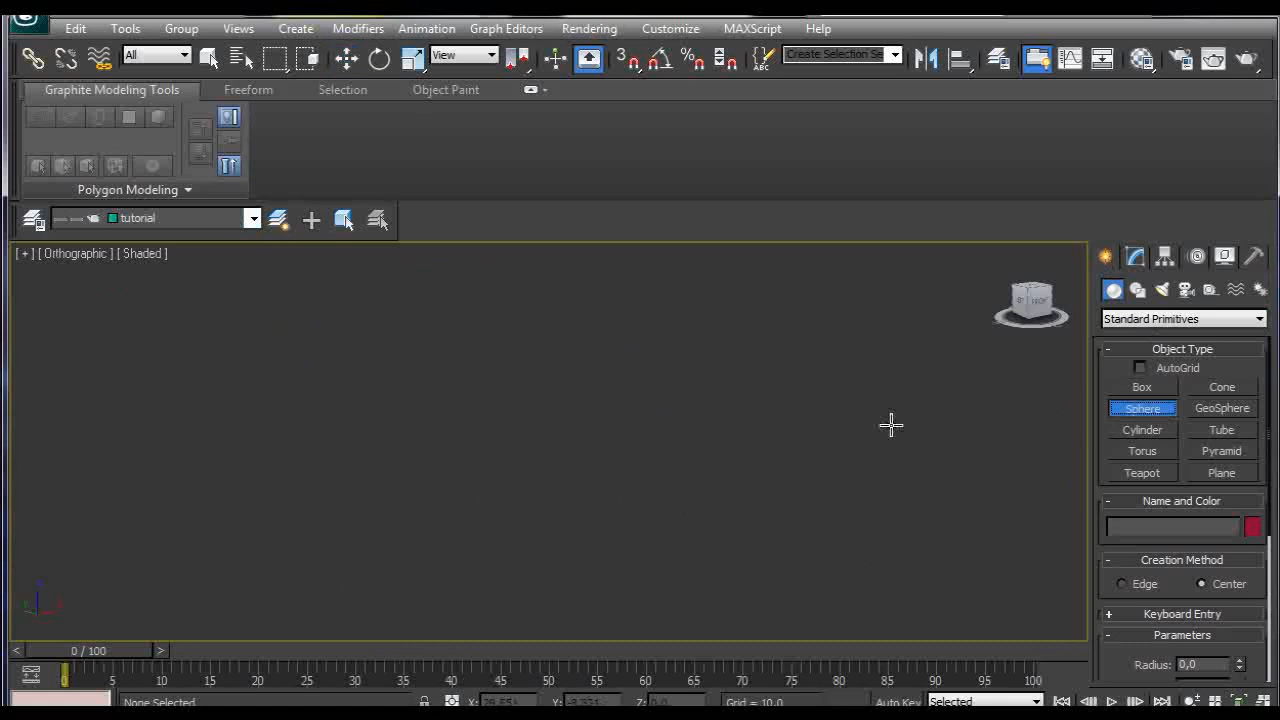 Edit Tools Group Views Create Modifiers Animation Graph Editors Rendering Customize MAXScript Help
All View 3 % ABC Create Selection Se
Graphite Modeling Tools Freeform Selection Object Paint
Polygon Modeling
tutorial
[ + ] [ Orthographic ] [ Shaded ]
FRONT
Standard Primitives
- Object Type
AutoGrid
Box Cone
Sphere GeoSphere
Cylinder Tube
Torus Pyramid
Teapot Plane
- Name and Color
- Creation Method
Edge Center
+ Keyboard Entry
- Parameters
Radius: 0,0
< 0 / 100 >
0 5 10 15 20 25 30 35 40 45 50 55 60 65 70 75 80 85 90 95 100
None Selected X: Y: Z: 0,0 Grid = 10,0 Auto Key Selected